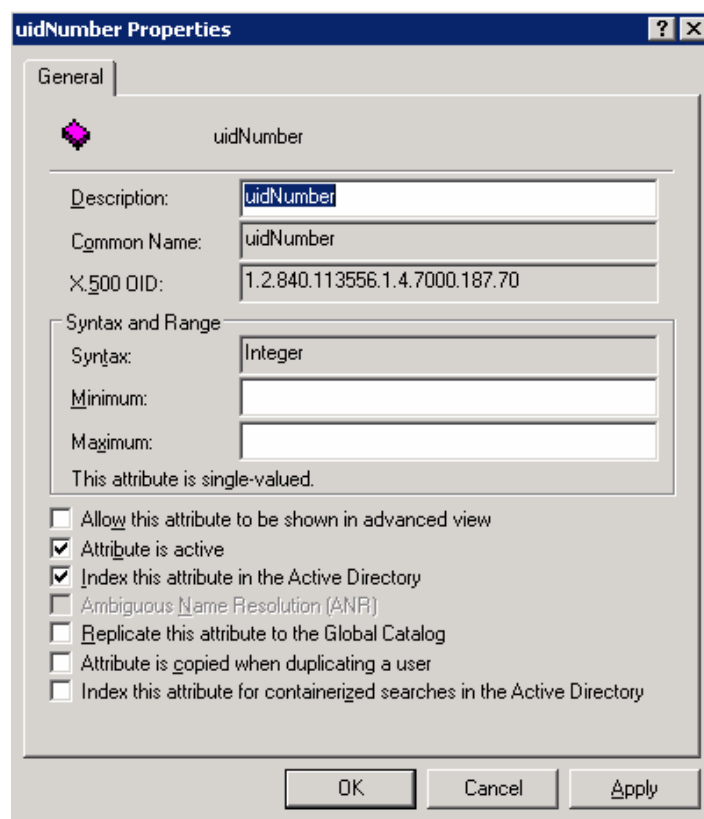 uidNumber Properties
General
uidNumber
Description: uidNumber
Common Name: uidNumber
X.500 OID: 1.2.840.113556.1.4.7000.187.70
Syntax and Range
Syntax: Integer
Minimum:
Maximum:
This attribute is single-valued.
Allow this attribute to be shown in advanced view
Attribute is active
Index this attribute in the Active Directory
Ambiguous Name Resolution (ANR)
Replicate this attribute to the Global Catalog
Attribute is copied when duplicating a user
Index this attribute for containerized searches in the Active Directory
OK Cancel Apply